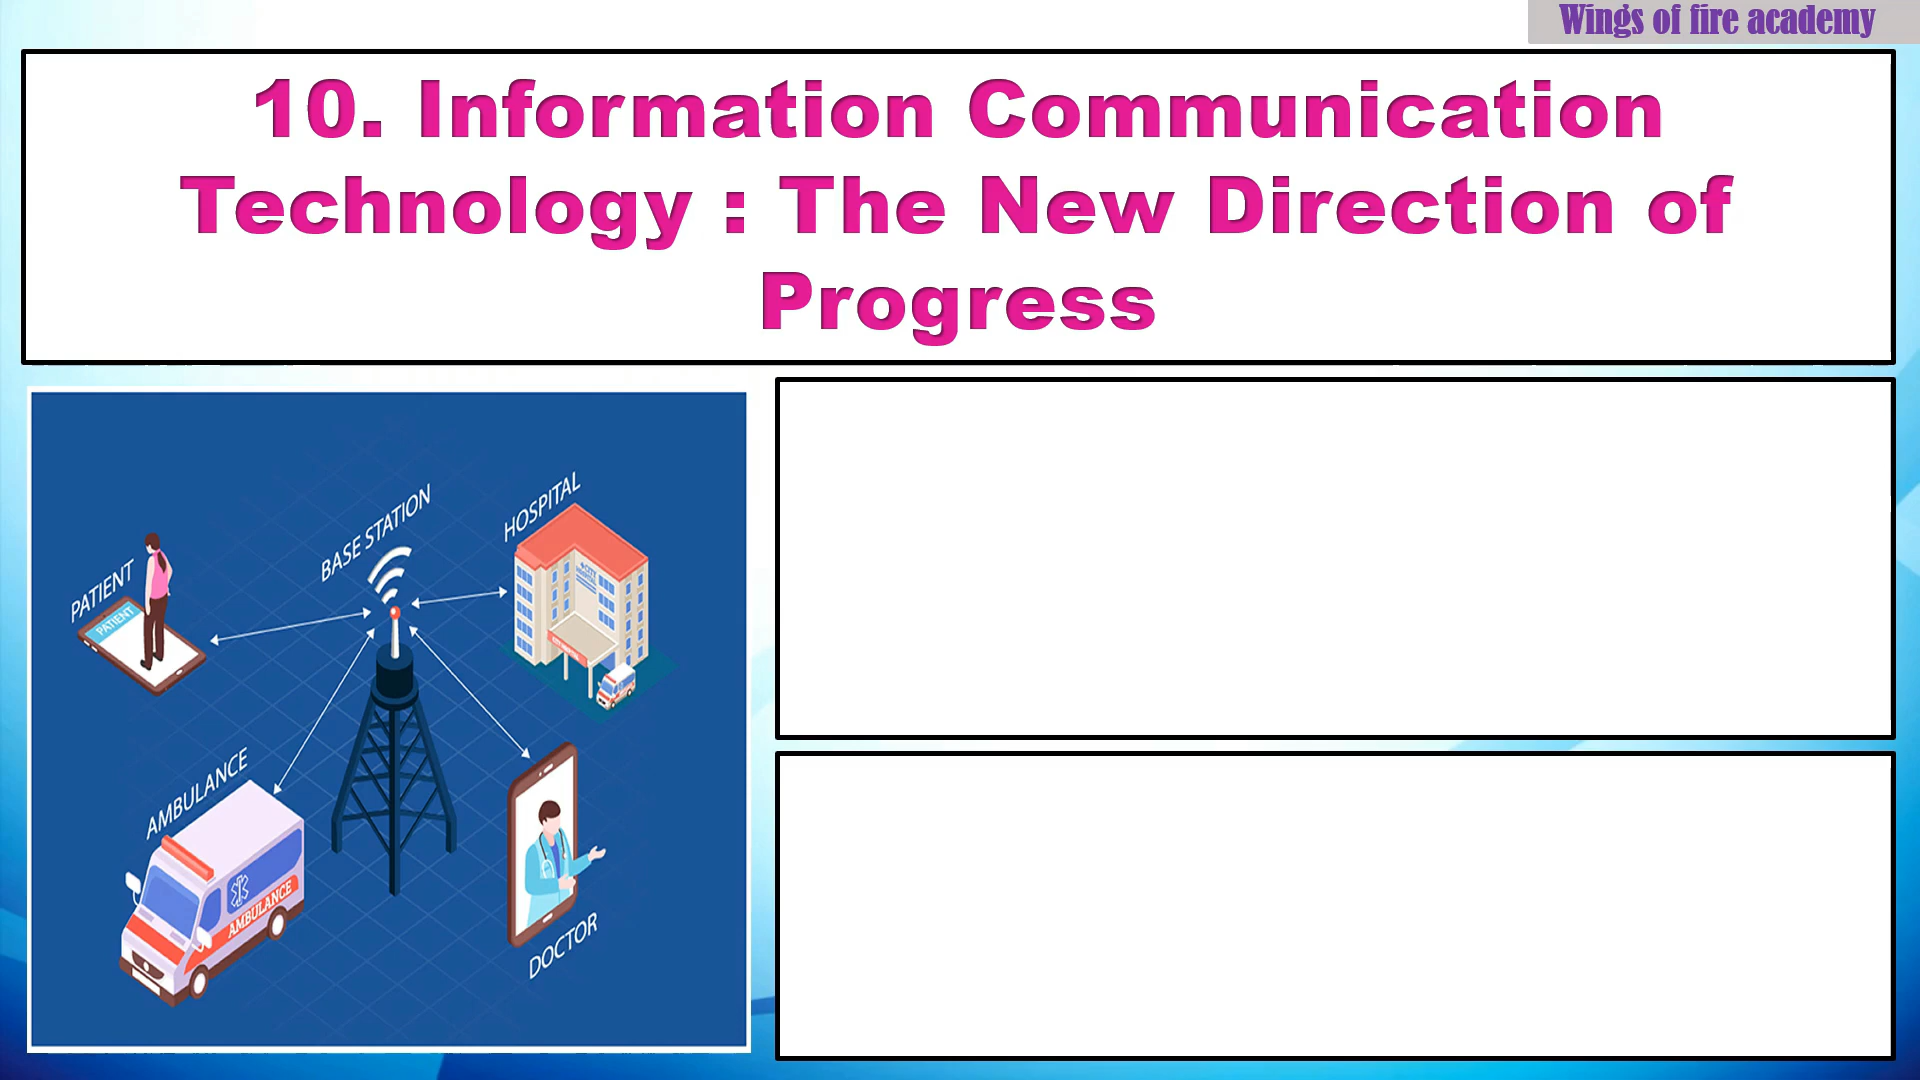 Wings of fire academy
10. Information Communication
Technology : The New Direction of
Progress
BASE STATION
HOSPITAL
PATIENT
PATIENT
AMBULANCE
AMBULANCE
DOCTOR